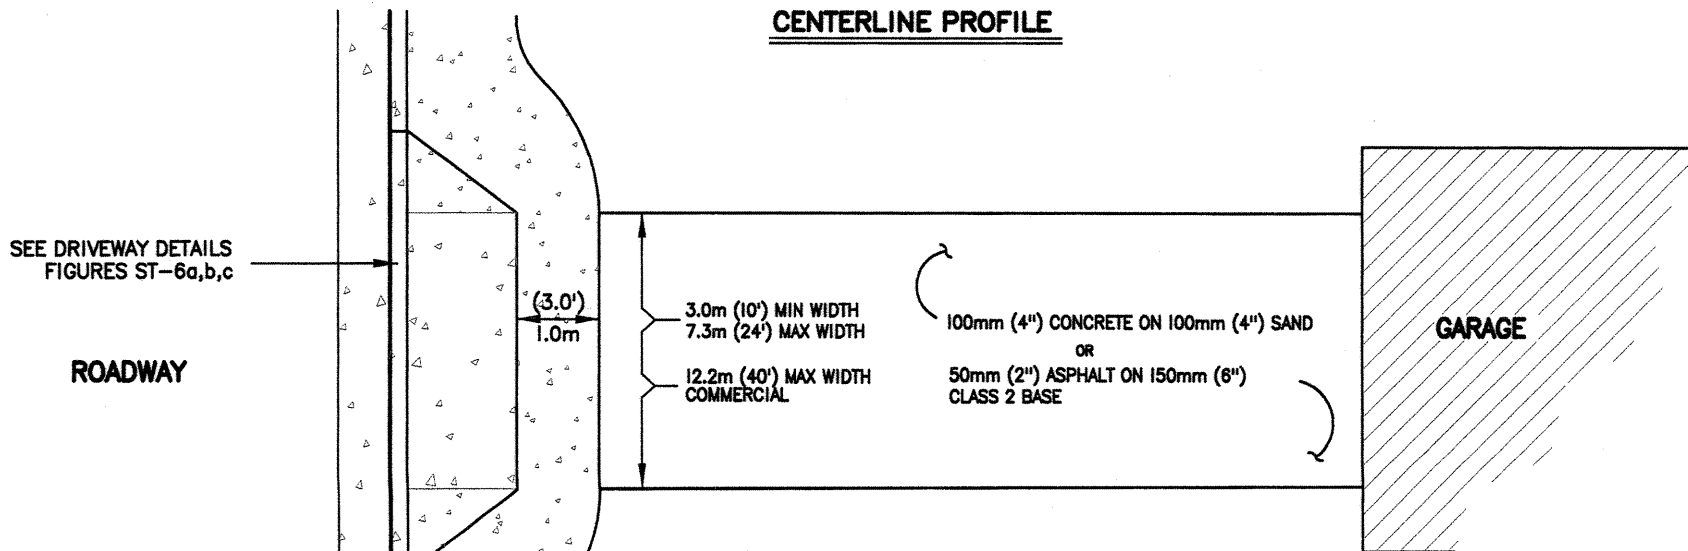 CENTERLINE PROFILE
SEE DRIVEWAY DETAILS
FIGURES ST-6a,b,c
ROADWAY
(3.0')
1.0m
3.0m (10') MIN WIDTH
7.3m (24') MAX WIDTH
12.2m (40') MAX WIDTH
COMMERCIAL
100mm (4") CONCRETE ON 100mm (4") SAND
OR
50mm (2") ASPHALT ON 150mm (6")
CLASS 2 BASE
GARAGE